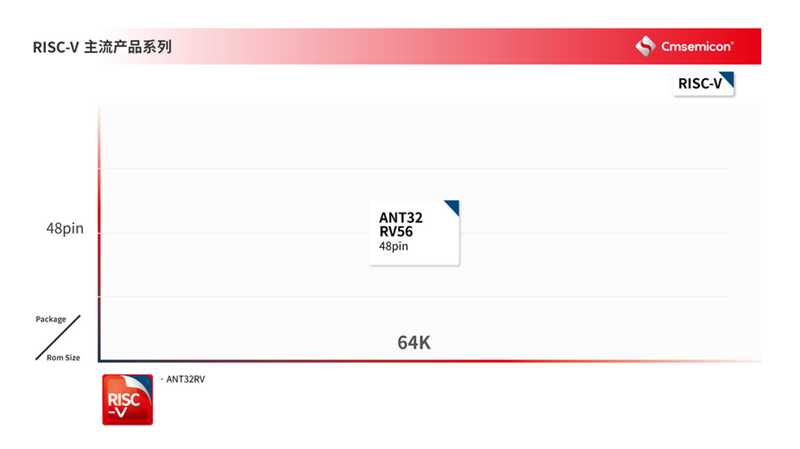 RISC-V 主流产品系列
Cmsemicon®
RISC-V
ANT32
RV56
48pin
48pin
64K
Package
Rom Size
RISC
-V
· ANT32RV